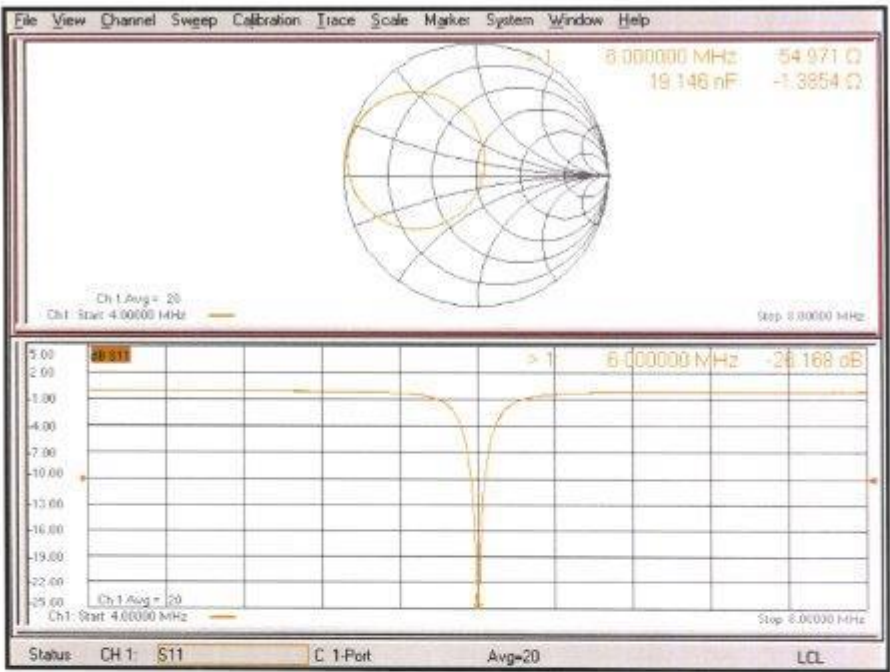 File View Channel Sweep Calibration Trace Scale Marker System Window Help
> 1: 6.000000 MHz 54.971 Ω
19.146 nF -1.3854 Ω
Ch 1 Avg = 20
Ch1: Start 4.00000 MHz
Stop 8.00000 MHz
5.00
dB S11
> 1: 6.000000 MHz -26.168 dB
2.00
-1.00
-4.00
-7.00
-10.00
-13.00
-16.00
-19.00
-22.00
-25.00
Ch 1 Avg = 20
Ch1: Start 4.00000 MHz
Stop 8.00000 MHz
Status CH 1: S11 C 1-Port Avg=20 LCL